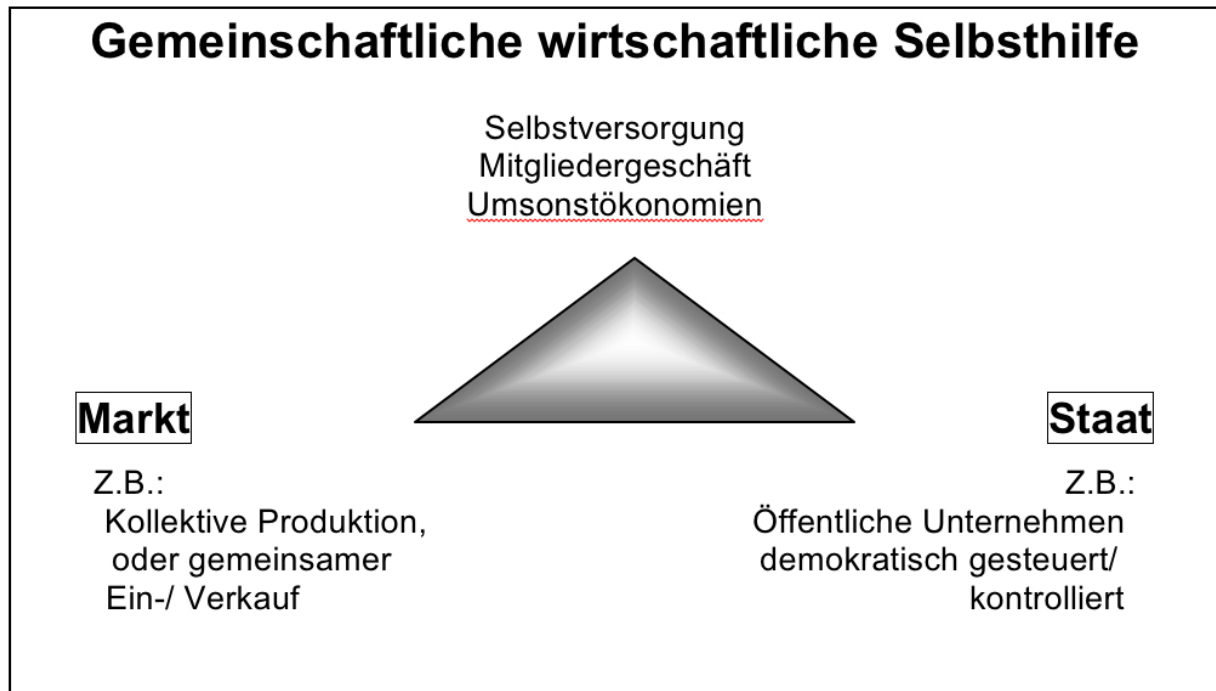 Gemeinschaftliche wirtschaftliche Selbsthilfe
Selbstversorgung
Mitgliedergeschäft
Umsonstökonomien
Markt
Z.B.:
Kollektive Produktion,
oder gemeinsamer
Ein-/ Verkauf
Staat
Z.B.:
Öffentliche Unternehmen
demokratisch gesteuert/
kontrolliert